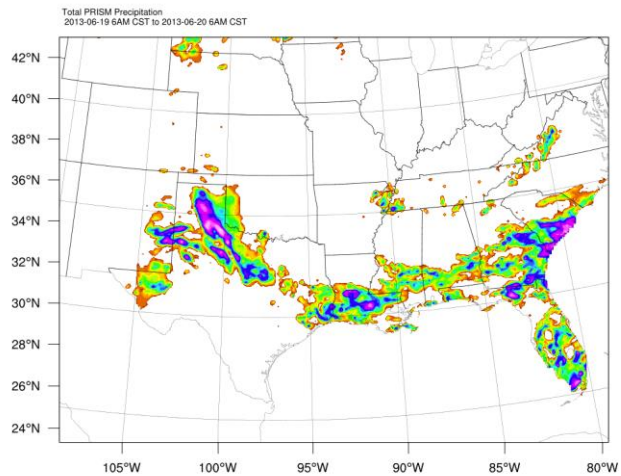 Total PRISM Precipitation
2013-06-19 6AM CST to 2013-06-20 6AM CST
42°N
40°N
38°N
36°N
34°N
32°N
30°N
28°N
26°N
24°N
105°W
100°W
95°W
90°W
85°W
80°W